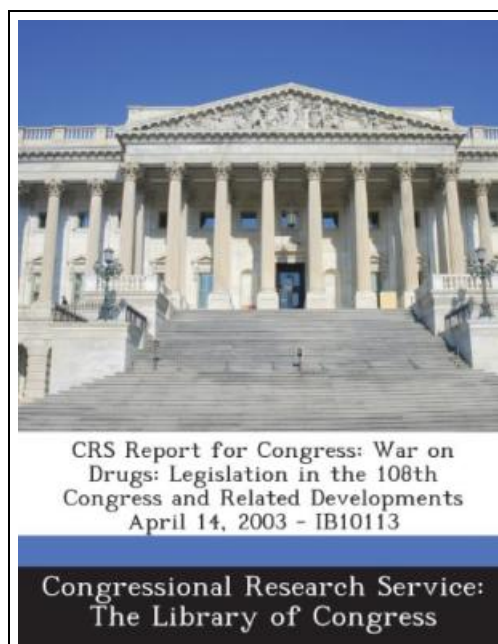 CRS Report for Congress: War on
Drugs: Legislation in the 108th
Congress and Related Developments
April 14, 2003 - IB10113
Congressional Research Service:
The Library of Congress